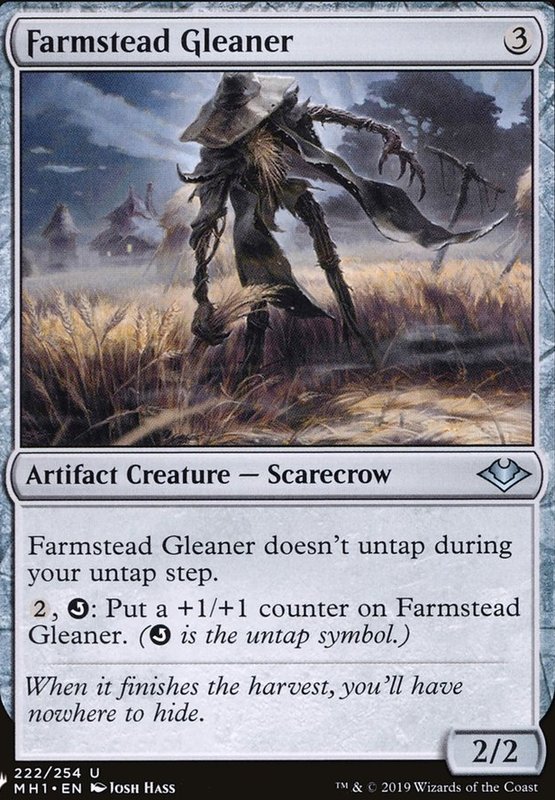 Farmstead Gleaner 3
Artifact Creature — Scarecrow
Farmstead Gleaner doesn't untap during
your untap step.
2, : Put a +1/+1 counter on Farmstead
Gleaner. ( is the untap symbol.)
When it finishes the harvest, you'll have
nowhere to hide.
2/2
222/254 U
MH1 • EN Josh Hass
™ & © 2019 Wizards of the Coast